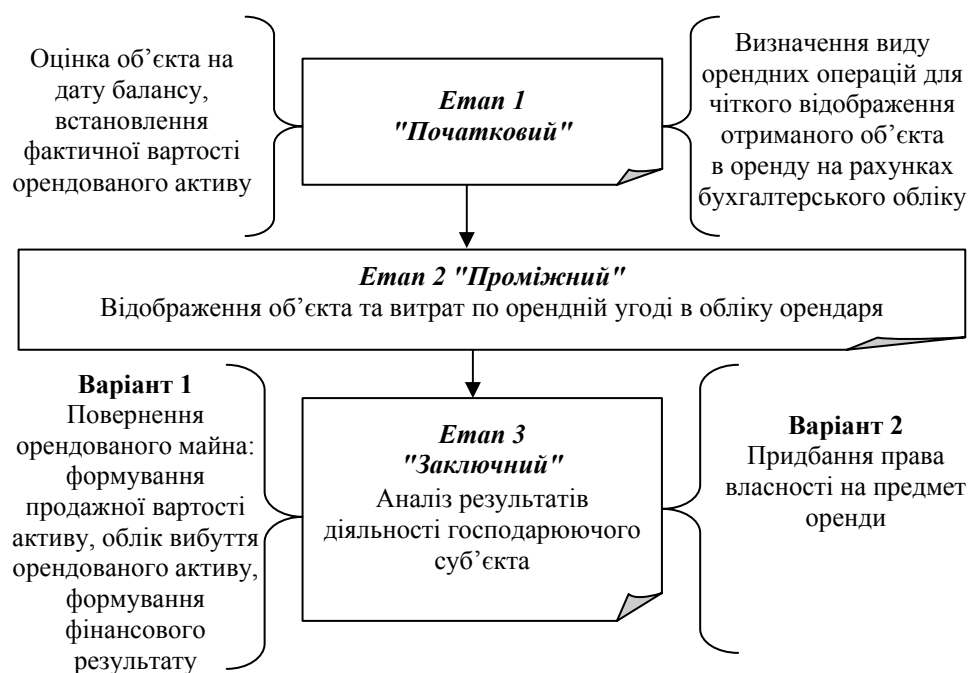 Оцінка об’єкта на
дату балансу,
встановлення
фактичної вартості
орендованого активу
Етап 1
"Початковий"
Визначення виду
орендних операцій для
чіткого відображення
отриманого об’єкта
в оренду на рахунках
бухгалтерського обліку
Етап 2 "Проміжний"
Відображення об’єкта та витрат по орендній угоді в обліку орендаря
Варіант 1
Повернення
орендованого майна:
формування
продажної вартості
активу, облік вибуття
орендованого активу,
формування
фінансового
результату
Етап 3
"Заключний"
Аналіз результатів
діяльності господарюючого
суб’єкта
Варіант 2
Придбання права
власності на предмет
оренди